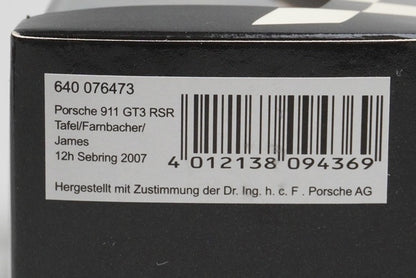 640 076473
Porsche 911 GT3 RSR
Tafel/Farnbacher/
James
12h Sebring 2007
4 012138 094369
Hergestellt mit Zustimmung der Dr. Ing. h. c. F . Porsche AG